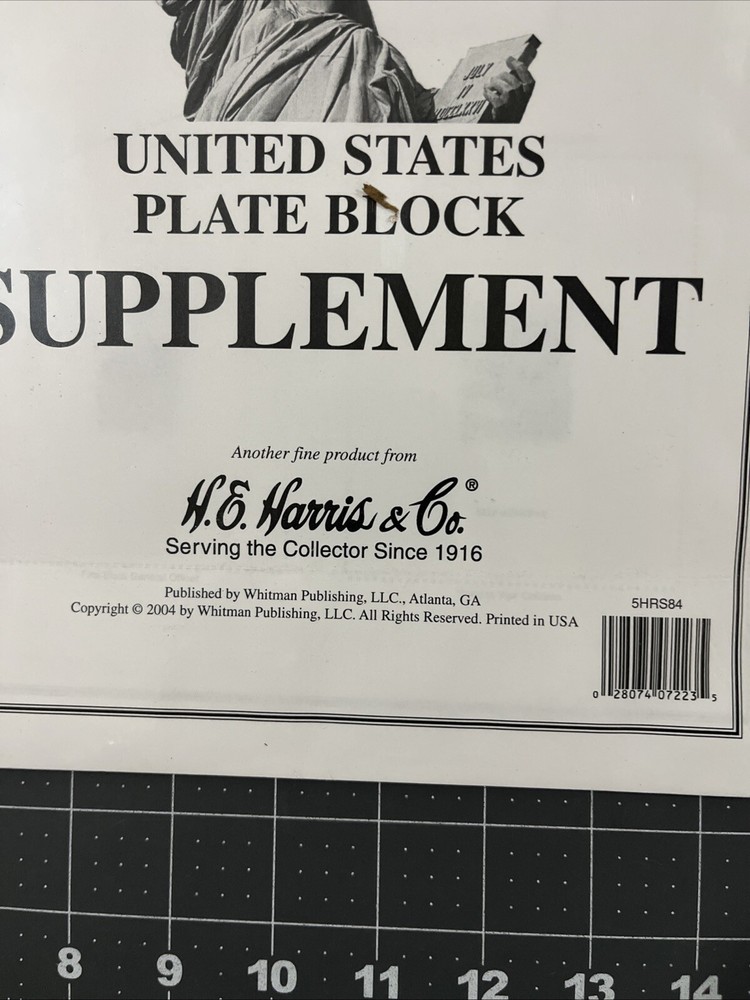 JULY
IV
UNITED STATES
PLATE BLOCK
SUPPLEMENT
Another fine product from
H.E. Harris & Co.®
Serving the Collector Since 1916
Published by Whitman Publishing, LLC., Atlanta, GA
Copyright © 2004 by Whitman Publishing, LLC. All Rights Reserved. Printed in USA
5HRS84
0 28074 07223 5
8 9 10 11 12 13 14